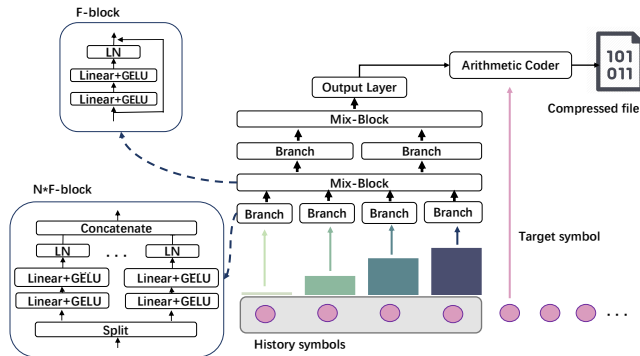 F-block
LN
Linear+GELU
Linear+GELU
N*F-block
Concatenate
LN
. . .
LN
Linear+GELU
Linear+GELU
Linear+GELU
Linear+GELU
Split
Arithmetic Coder
101
011
Compressed file
Output Layer
Mix-Block
Branch
Branch
Mix-Block
Branch
Branch
Branch
Branch
Target symbol
. . .
History symbols